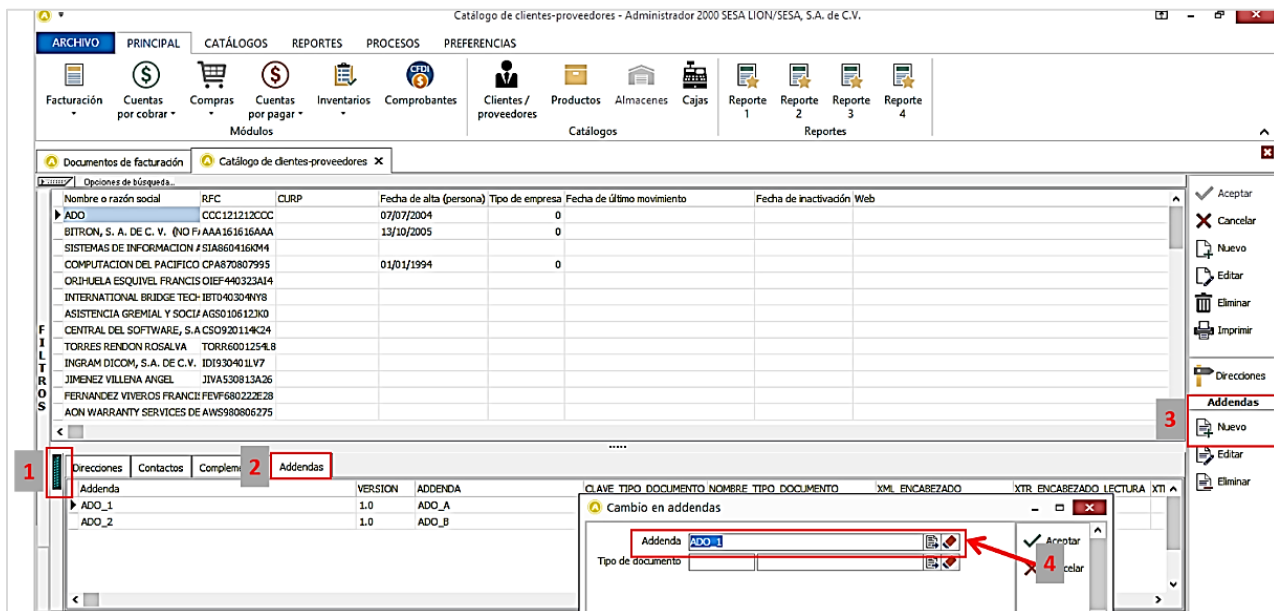 Catálogo de clientes-proveedores - Administrador 2000 SESA LION/SESA, S.A. de C.V.
ARCHIVO PRINCIPAL CATÁLOGOS REPORTES PROCESOS PREFERENCIAS
CFDI
Facturación Cuentas por cobrar Compras Cuentas por pagar Inventarios Comprobantes Clientes / proveedores Productos Almacenes Cajas Reporte 1 Reporte 2 Reporte 3 Reporte 4
Módulos Catálogos Reportes
Documentos de facturación Catálogo de clientes-proveedores X
Opciones de búsqueda...
Nombre o razón social RFC CURP Fecha de alta (persona) Tipo de empresa Fecha de último movimiento Fecha de inactivación Web
ADO CCC121212CCC 07/07/2004 0
BITRON, S. A. DE C. V. (NO F AAA161616AAA 13/10/2005 0
SISTEMAS DE INFORMACION A SIA860416KM4
COMPUTACION DEL PACIFICO CPA870807995 01/01/1994 0
ORIHUELA ESQUIVEL FRANCIS OIEF440323AI4
INTERNATIONAL BRIDGE TECH IBT040304NY8
ASISTENCIA GREMIAL Y SOCIA AGS010612JK0
CENTRAL DEL SOFTWARE, S.A CSO920114K24
TORRES RENDON ROSALVA TORR6001254L8
INGRAM DICOM, S.A. DE C.V. IDI930401LV7
JIMENEZ VILLENA ANGEL JIVA530813A26
FERNANDEZ VIVEROS FRANCIS FEVF680222E28
AON WARRANTY SERVICES DE AWS980806275
FILTROS
Aceptar
Cancelar
Nuevo
Editar
Eliminar
Imprimir
Direcciones
Addendas
3
Nuevo
Editar
Eliminar
1
Direcciones Contactos Compleme 2 Addendas
Addenda VERSION ADDENDA CLAVE_TIPO_DOCUMENTO NOMBRE_TIPO_DOCUMENTO XML_ENCABEZADO XTR_ENCABEZADO_LECTURA
ADO_1 1.0 ADO_A
ADO_2 1.0 ADO_B
Cambio en addendas
Addenda ADO_1 Aceptar
Tipo de documento celar
4